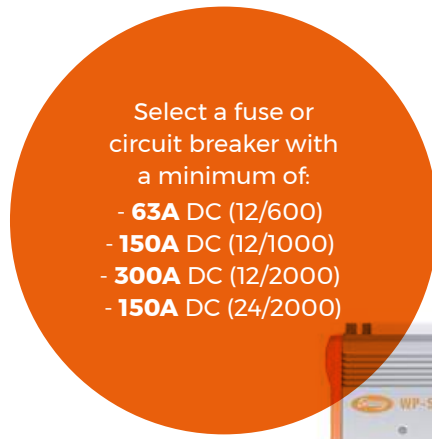 Select a fuse or
circuit breaker with
a minimum of:
- 63A DC (12/600)
- 150A DC (12/1000)
- 300A DC (12/2000)
- 150A DC (24/2000)
WP-S